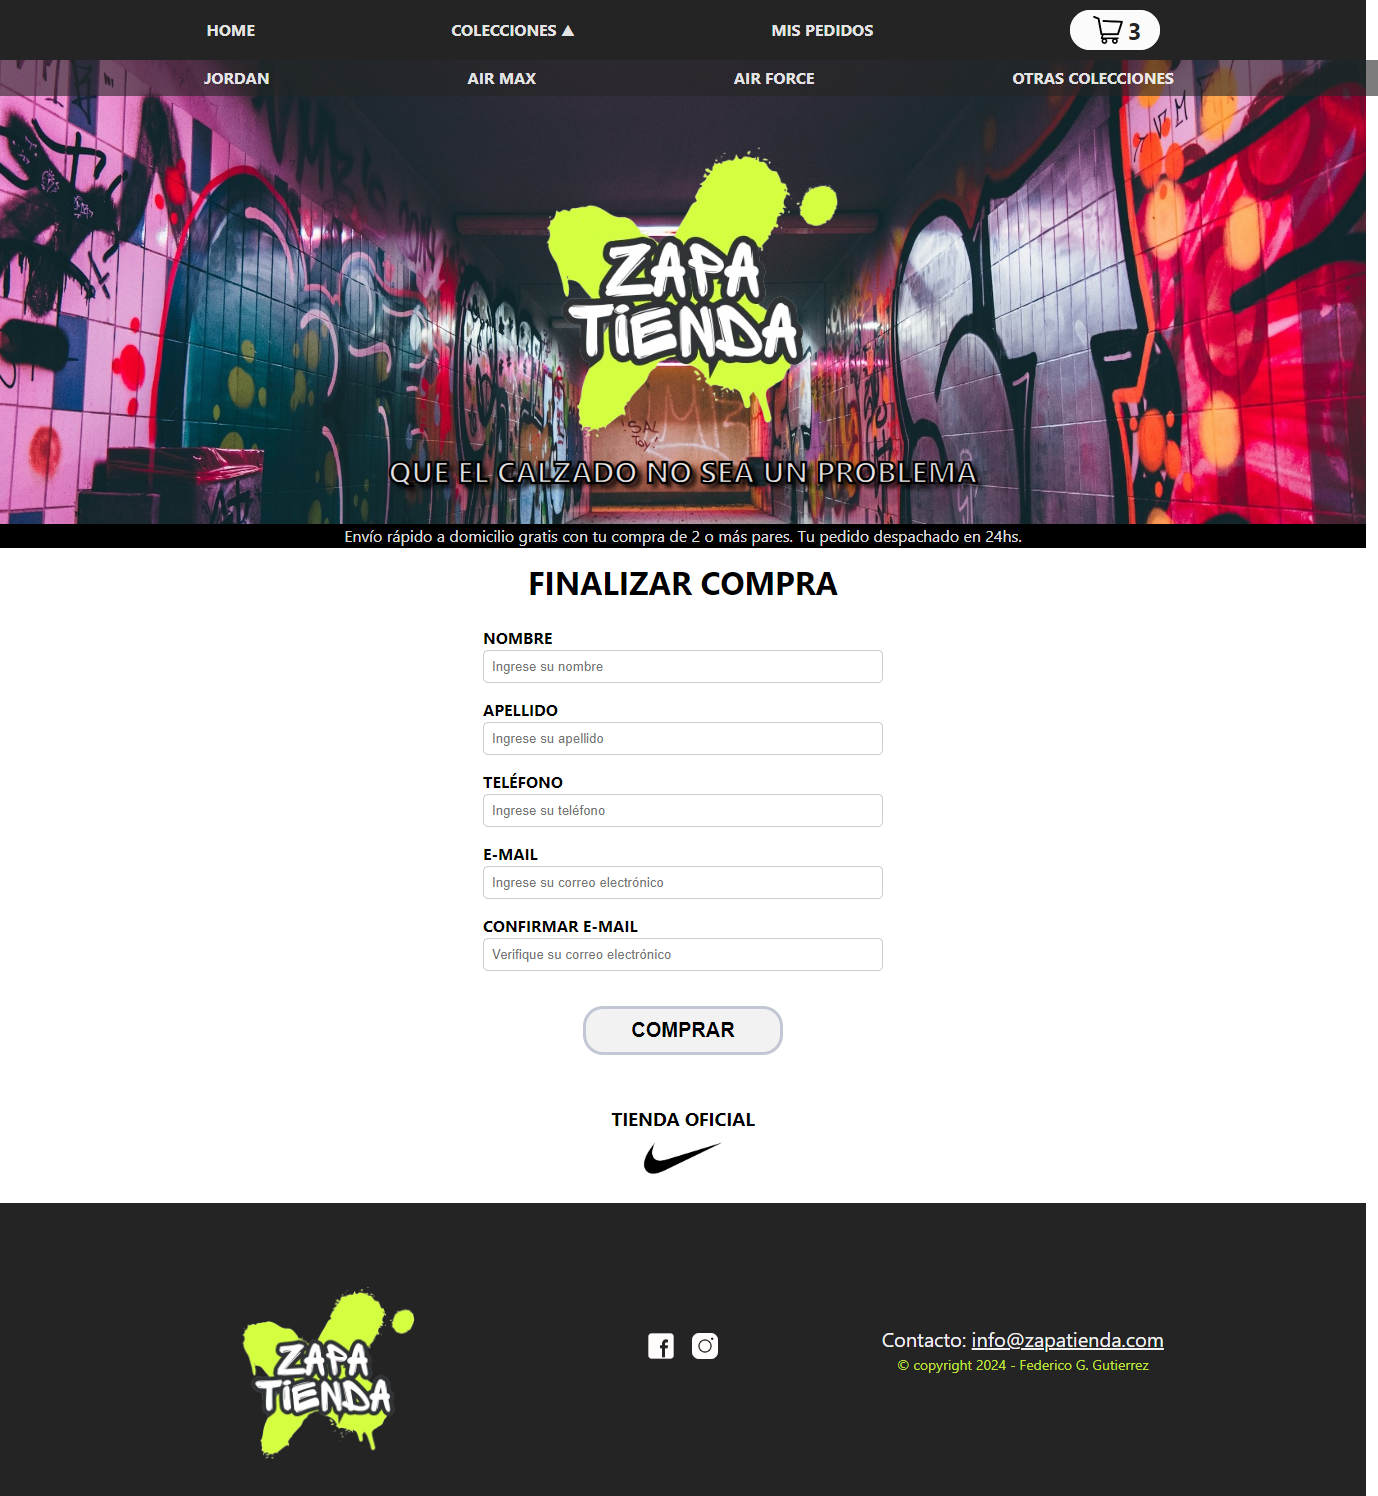 HOME
COLECCIONES ▲
MIS PEDIDOS
3
JORDAN
AIR MAX
AIR FORCE
OTRAS COLECCIONES
ZAPA
TIENDA
¡SAL
Toy!
QUE EL CALZADO NO SEA UN PROBLEMA
Envío rápido a domicilio gratis con tu compra de 2 o más pares. Tu pedido despachado en 24hs.
FINALIZAR COMPRA
NOMBRE
Ingrese su nombre
APELLIDO
Ingrese su apellido
TELÉFONO
Ingrese su teléfono
E-MAIL
Ingrese su correo electrónico
CONFIRMAR E-MAIL
Verifique su correo electrónico
COMPRAR
TIENDA OFICIAL
ZAPA
TIENDA
Contacto: info@zapatienda.com
© copyright 2024 - Federico G. Gutierrez